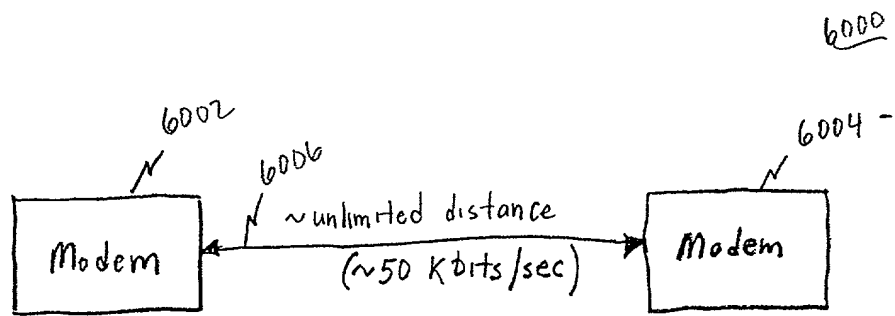 6000
6002
6006
6004
~unlimited distance
Modem
(~50 Kbits/sec)
Modem